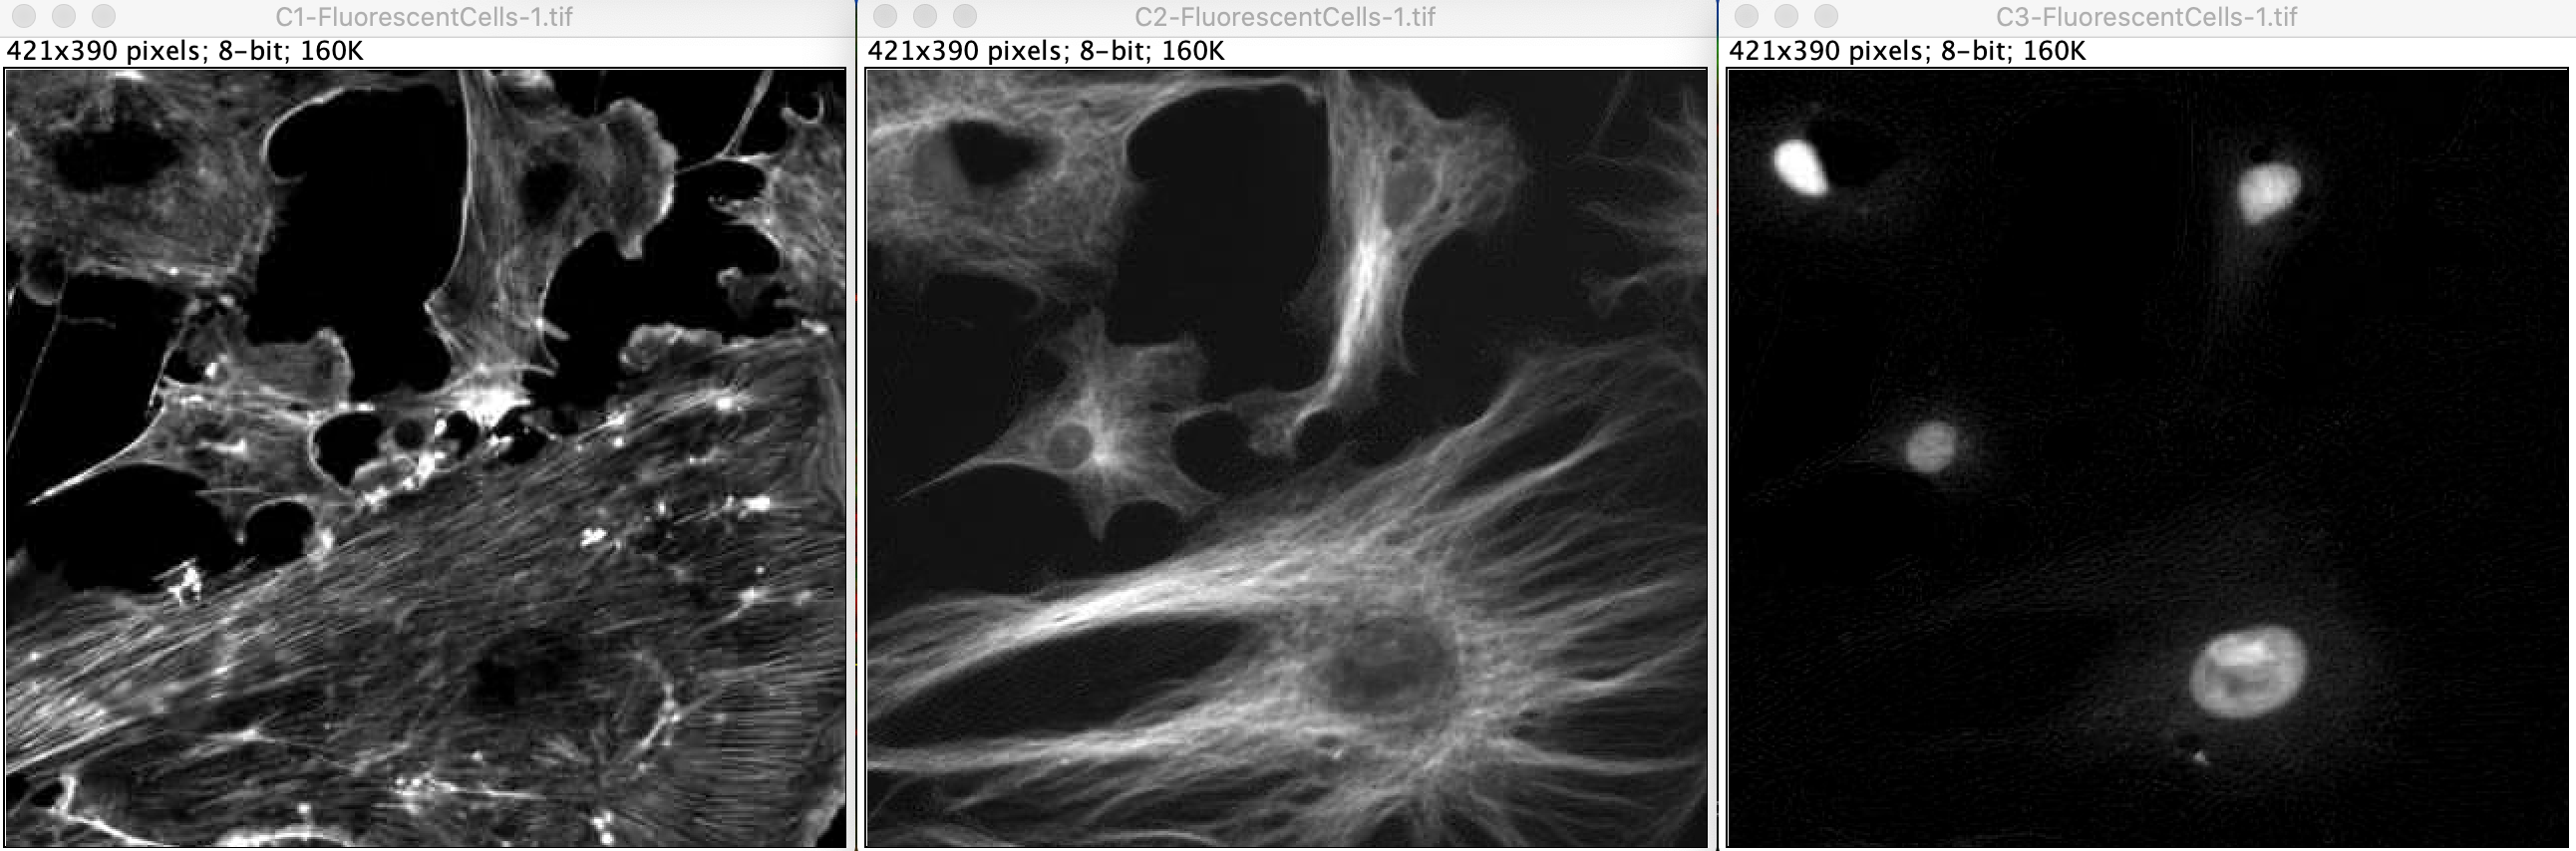 C1-FluorescentCells-1.tif
421x390 pixels; 8-bit; 160K
C2-FluorescentCells-1.tif
421x390 pixels; 8-bit; 160K
C3-FluorescentCells-1.tif
421x390 pixels; 8-bit; 160K